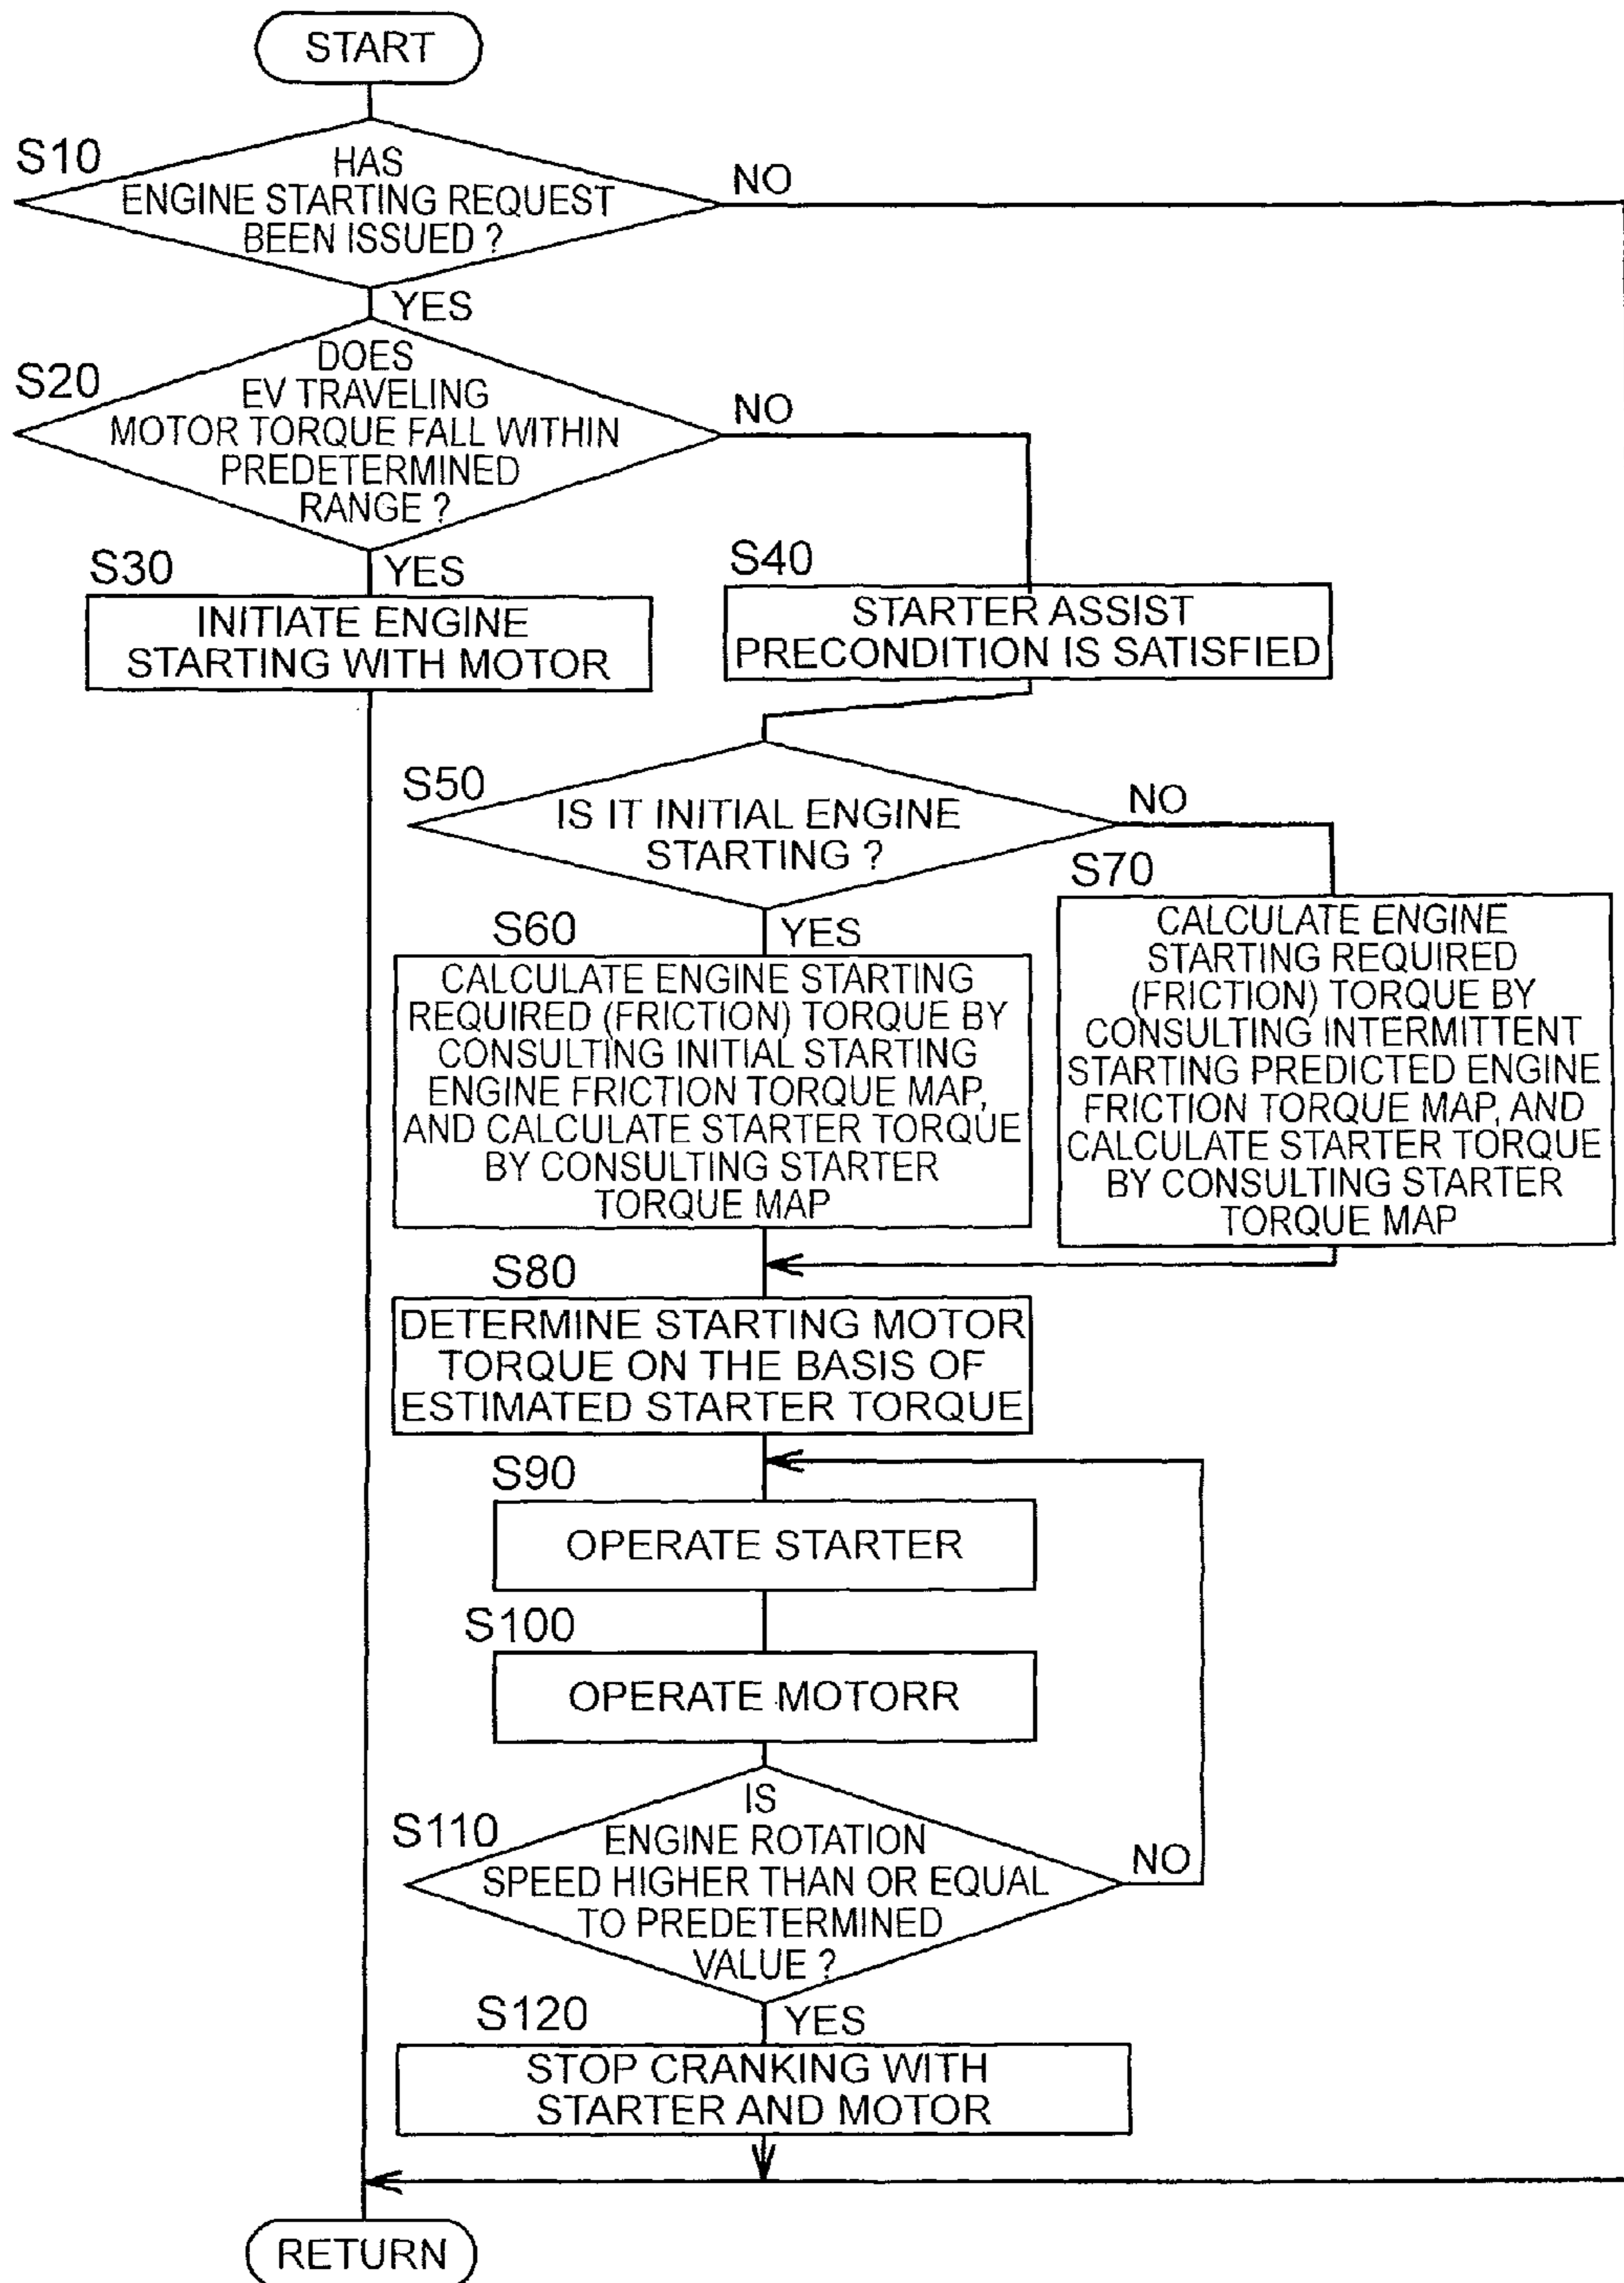 START
S10
HAS
ENGINE STARTING REQUEST
BEEN ISSUED ?
NO
YES
S20
DOES
EV TRAVELING
MOTOR TORQUE FALL WITHIN
PREDETERMINED
RANGE ?
NO
YES
S30
INITIATE ENGINE
STARTING WITH MOTOR
S40
STARTER ASSIST
PRECONDITION IS SATISFIED
S50
IS IT INITIAL ENGINE
STARTING ?
NO
YES
S60
CALCULATE ENGINE STARTING
REQUIRED (FRICTION) TORQUE BY
CONSULTING INITIAL STARTING
ENGINE FRICTION TORQUE MAP,
AND CALCULATE STARTER TORQUE
BY CONSULTING STARTER
TORQUE MAP
S70
CALCULATE ENGINE
STARTING REQUIRED
(FRICTION) TORQUE BY
CONSULTING INTERMITTENT
STARTING PREDICTED ENGINE
FRICTION TORQUE MAP, AND
CALCULATE STARTER TORQUE
BY CONSULTING STARTER
TORQUE MAP
S80
DETERMINE STARTING MOTOR
TORQUE ON THE BASIS OF
ESTIMATED STARTER TORQUE
S90
OPERATE STARTER
S100
OPERATE MOTORR
S110
IS
ENGINE ROTATION
SPEED HIGHER THAN OR EQUAL
TO PREDETERMINED
VALUE ?
NO
YES
S120
STOP CRANKING WITH
STARTER AND MOTOR
RETURN